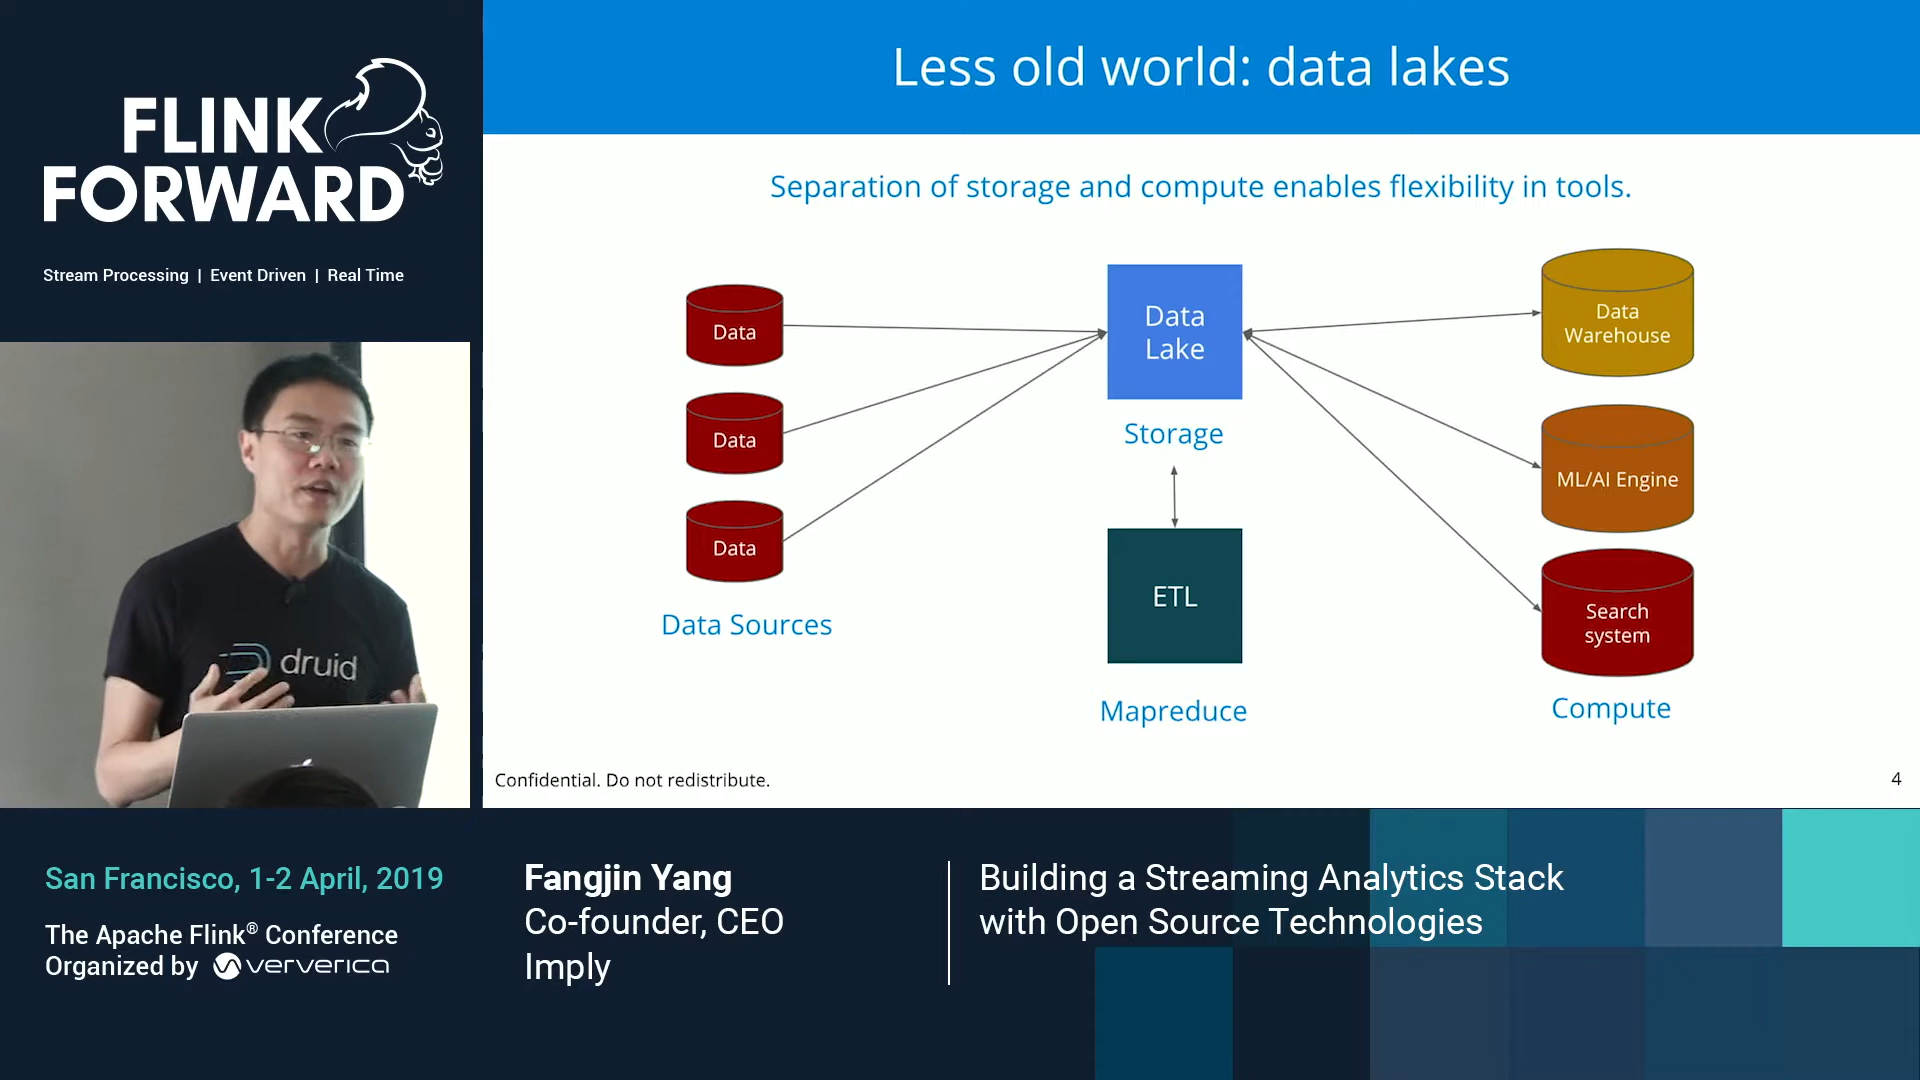 FLINK
FORWARD
Stream Processing | Event Driven | Real Time
Less old world: data lakes
Separation of storage and compute enables flexibility in tools.
Data
Data
Data
Data Sources
Data
Lake
Storage
ETL
Mapreduce
Data
Warehouse
ML/AI Engine
Search
system
Compute
Confidential. Do not redistribute.
4
druid
San Francisco, 1-2 April, 2019
The Apache Flink® Conference
Organized by ververica
Fangjin Yang
Co-founder, CEO
Imply
Building a Streaming Analytics Stack
with Open Source Technologies